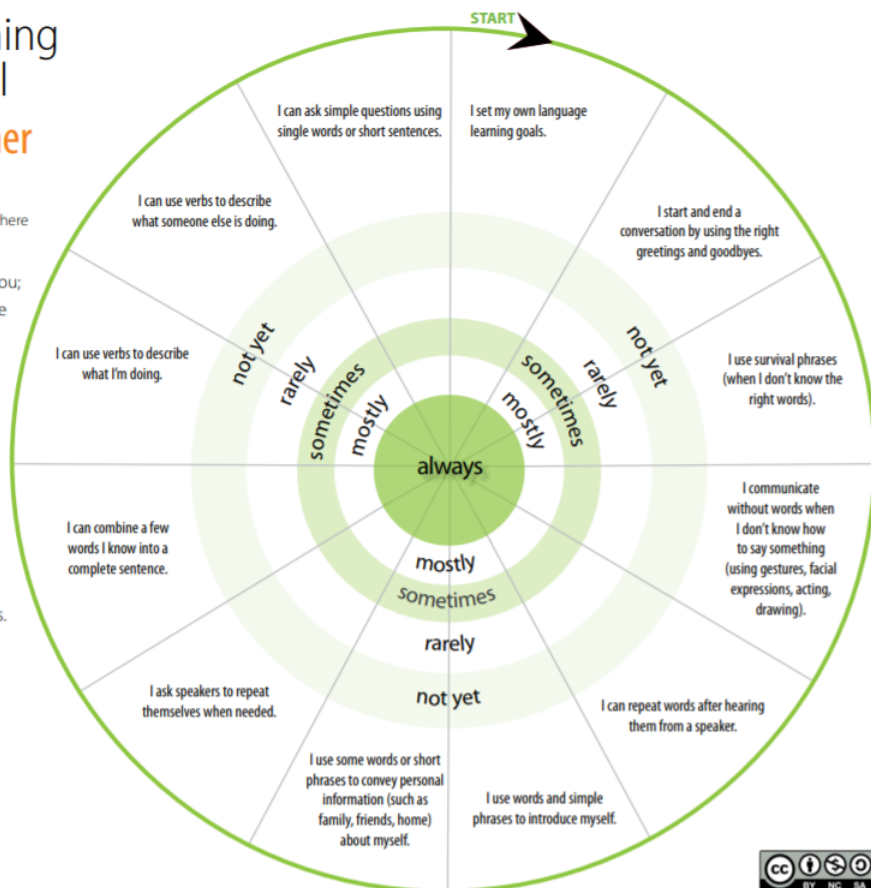 ning
l
er
here
ou;
e
s.
START
I set my own language
learning goals.
I start and end a
conversation by using the right
greetings and goodbyes.
I use survival phrases
(when I don't know the
right words).
I communicate
without words when
I don't know how
to say something
(using gestures, facial
expressions, acting,
drawing).
I can repeat words after hearing
them from a speaker.
I use words and simple
phrases to introduce myself.
I use some words or short
phrases to convey personal
information (such as
family, friends, home)
about myself.
I ask speakers to repeat
themselves when needed.
I can combine a few
words I know into a
complete sentence.
I can use verbs to describe
what I'm doing.
I can use verbs to describe
what someone else is doing.
I can ask simple questions using
single words or short sentences.
not yet
rarely
sometimes
mostly
always
mostly
sometimes
rarely
not yet
mostly
sometimes
rarely
not yet
cc
BY NC SA